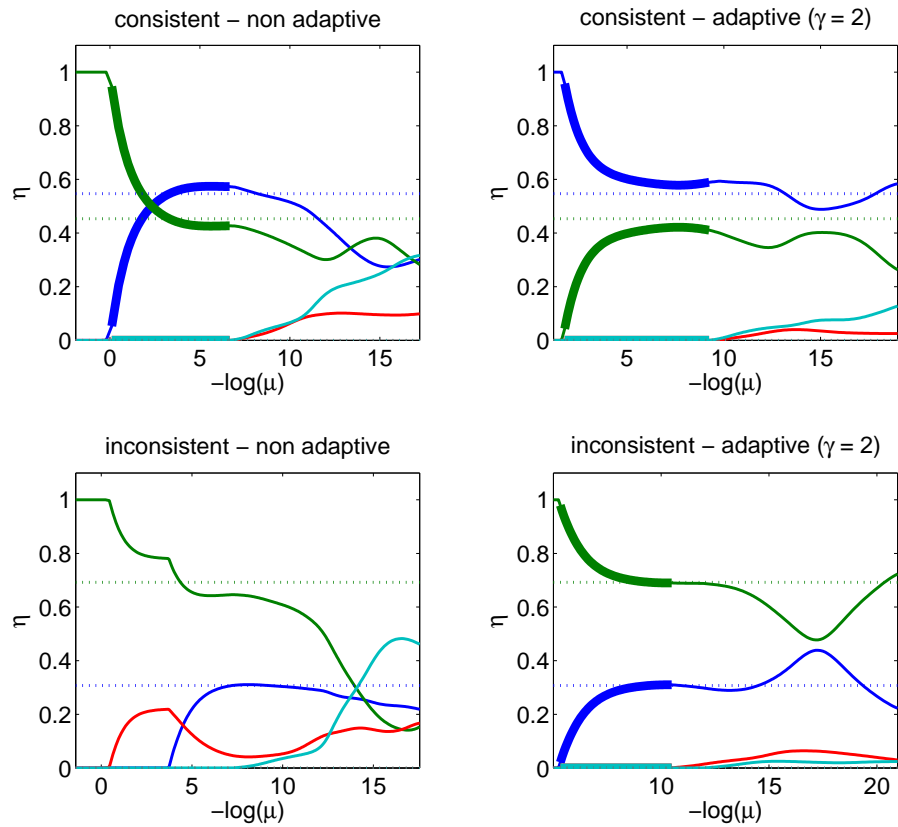 consistent – non adaptive
1
0.8
0.6
0.4
0.2
0
η
0 5 10 15
–log(μ)
consistent – adaptive (γ = 2)
1
0.8
0.6
0.4
0.2
0
η
5 10 15
–log(μ)
inconsistent – non adaptive
1
0.8
0.6
0.4
0.2
0
η
0 5 10 15
–log(μ)
inconsistent – adaptive (γ = 2)
1
0.8
0.6
0.4
0.2
0
η
10 15 20
–log(μ)